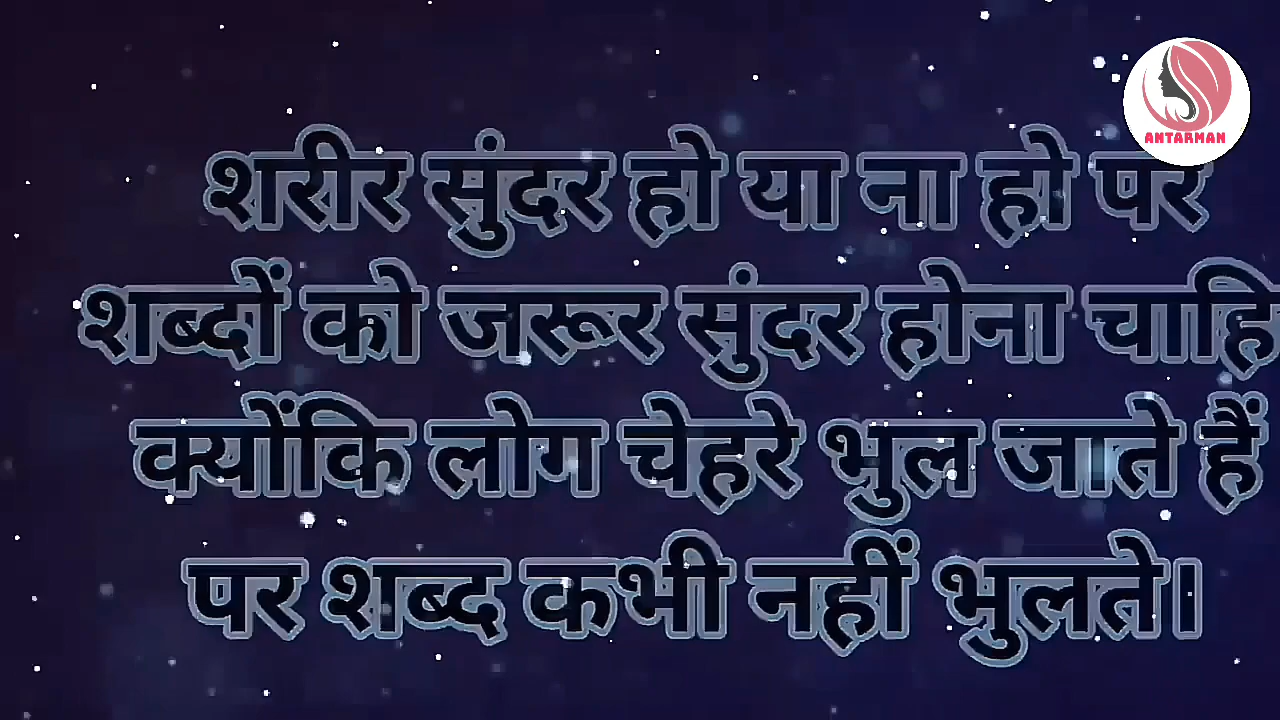 ANTARMAN
शरीर सुंदर हो या ना हो पर
शब्दों को जरूर सुंदर होना चाहि
क्योंकि लोग चेहरे भुल जाते हैं
पर शब्द कभी नहीं भुलते।